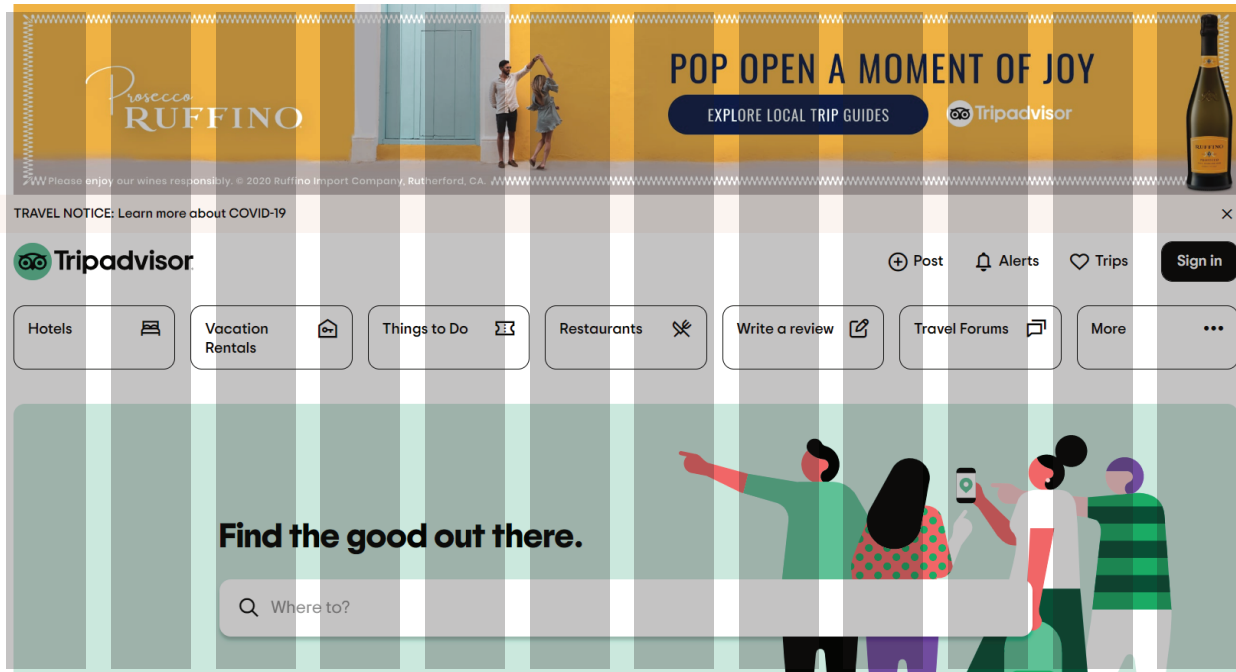 Prosecco
RUFFINO
POP OPEN A MOMENT OF JOY
EXPLORE LOCAL TRIP GUIDES
Tripadvisor
RUFFINO
Please enjoy our wines responsibly. © 2020 Ruffino Import Company, Rutherford, CA.
TRAVEL NOTICE: Learn more about COVID-19
Tripadvisor
Post
Alerts
Trips
Sign in
Hotels
Vacation
Rentals
Things to Do
Restaurants
Write a review
Travel Forums
More
Find the good out there.
Where to?